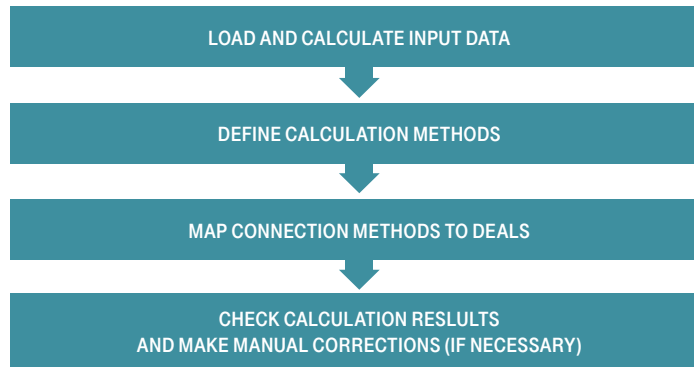 LOAD AND CALCULATE INPUT DATA
DEFINE CALCULATION METHODS
MAP CONNECTION METHODS TO DEALS
CHECK CALCULATION RESLULTS
AND MAKE MANUAL CORRECTIONS (IF NECESSARY)